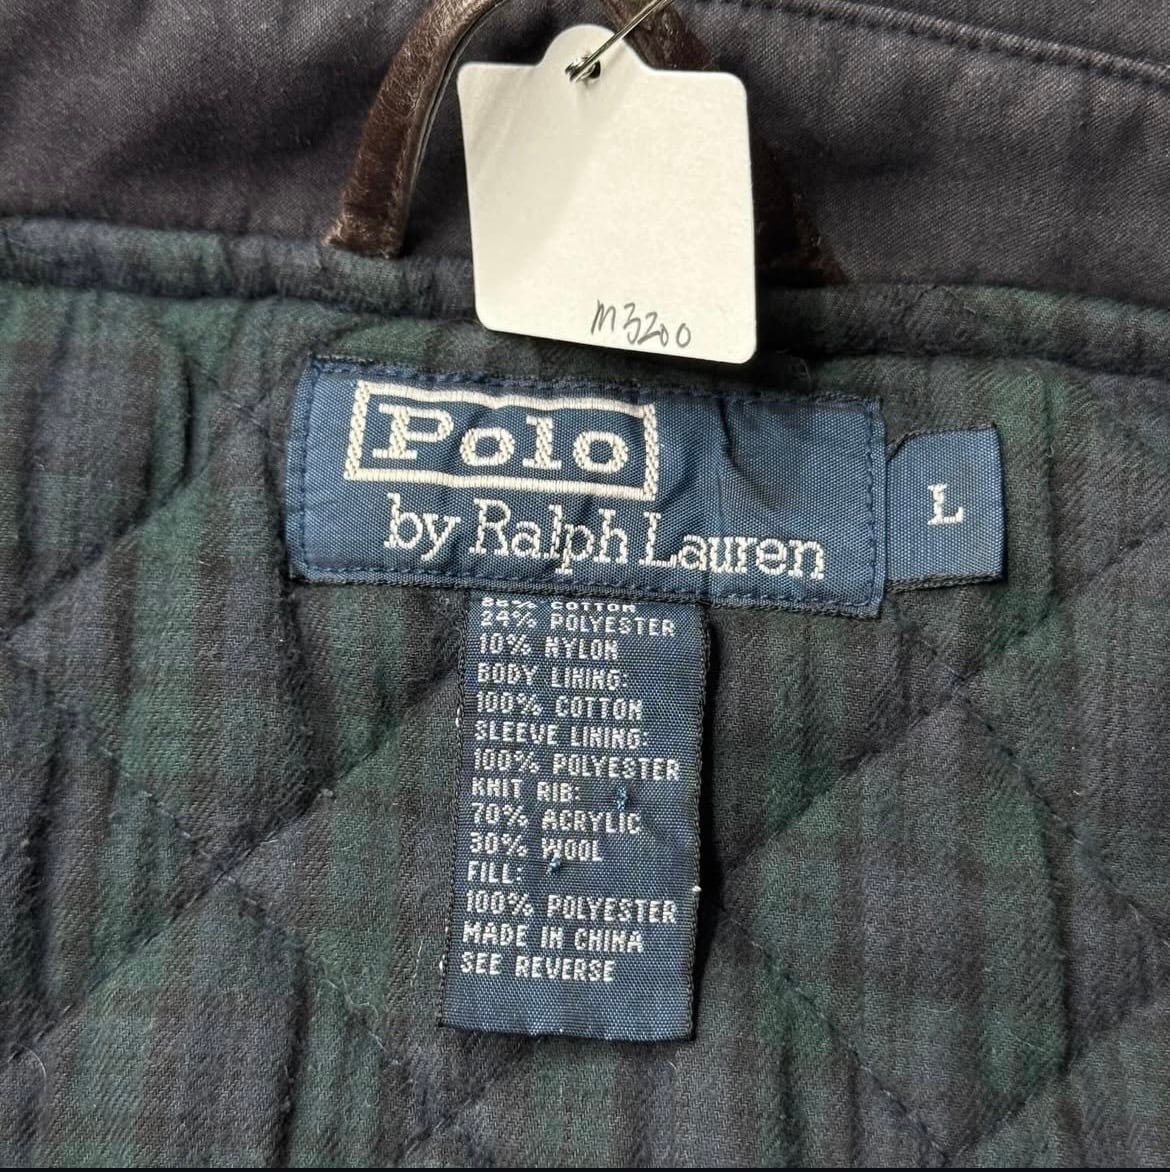 M3200
Polo
by Ralph Lauren
L
COTTON
24% POLYESTER
10% NYLON
BODY LINING:
100% COTTON
SLEEVE LINING:
100% POLYESTER
KNIT RIB:
70% ACRYLIC
30% WOOL
FILL:
100% POLYESTER
MADE IN CHINA
SEE REVERSE